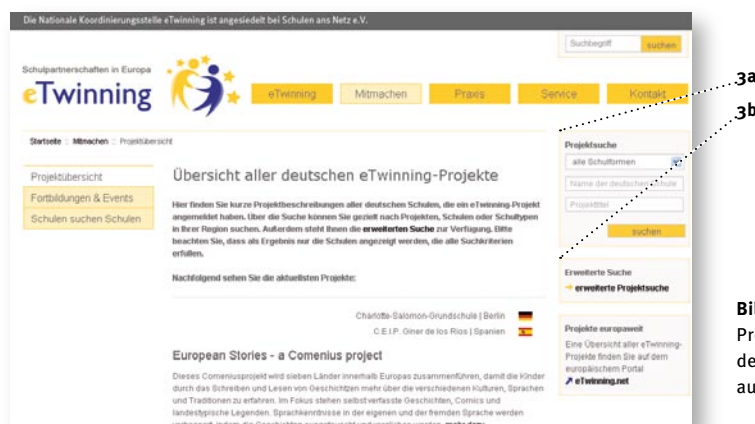 Die Nationale Koordinierungsstelle eTwinning ist angesiedelt bei Schulen ans Netz e.V.
Suchbegriff suchen
Schulpartnerschaften in Europa
eTwinning
eTwinning Mitmachen Praxis Service Kontakt
3a
3b
Startseite :: Mitmachen :: Projektübersicht
Projektübersicht
Fortbildungen & Events
Schulen suchen Schulen
Übersicht aller deutschen eTwinning-Projekte
Hier finden Sie kurze Projektbeschreibungen aller deutschen Schulen, die ein eTwinning-Projekt
angemeldet haben. Über die Suche können Sie gezielt nach Projekten, Schulen oder Schultypen
in Ihrer Region suchen. Außerdem steht Ihnen die erweiterten Suche zur Verfügung. Bitte
beachten Sie, dass als Ergebnis nur die Schulen angezeigt werden, die alle Suchkriterien
erfüllen.
Nachfolgend sehen Sie die aktuellsten Projekte:
Charlotte-Salomon-Grundschule | Berlin
C.E.I.P. Giner de los Rios | Spanien
European Stories - a Comenius project
Dieses Comeniusprojekt wird sieben Länder innerhalb Europas zusammenführen, damit die Kinder
durch das Schreiben und Lesen von Geschichtzen mehr über die verschiedenen Kulturen, Sprachen
und Traditionen zu erfahren. Im Fokus stehen selbst verfasste Geschichten, Comics und
landestypische Legenden. Sprachkenntnisse in der eigenen und der fremden Sprache werden
Projektsuche
alle Schulformen
Name der deutschen Schule
Projekttitel
suchen
Erweiterte Suche
→ erweiterte Projektsuche
Projekte europaweit
Eine Übersicht aller eTwinning-
Projekte finden Sie auf dem
europäischem Portal
eTwinning.net